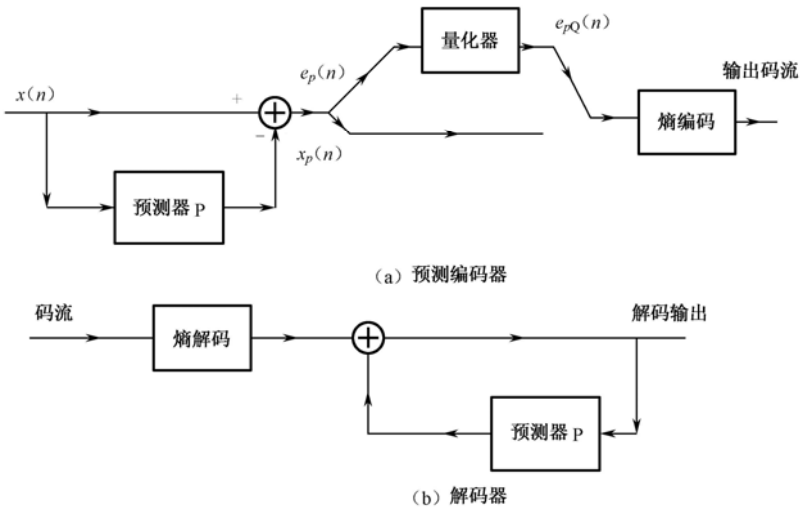 x(n)
+
−
预测器 P
e_p(n)
x_p(n)
量化器
e_pQ(n)
熵编码
输出码流
（a）预测编码器
码流
熵解码
解码输出
预测器 P
（b）解码器